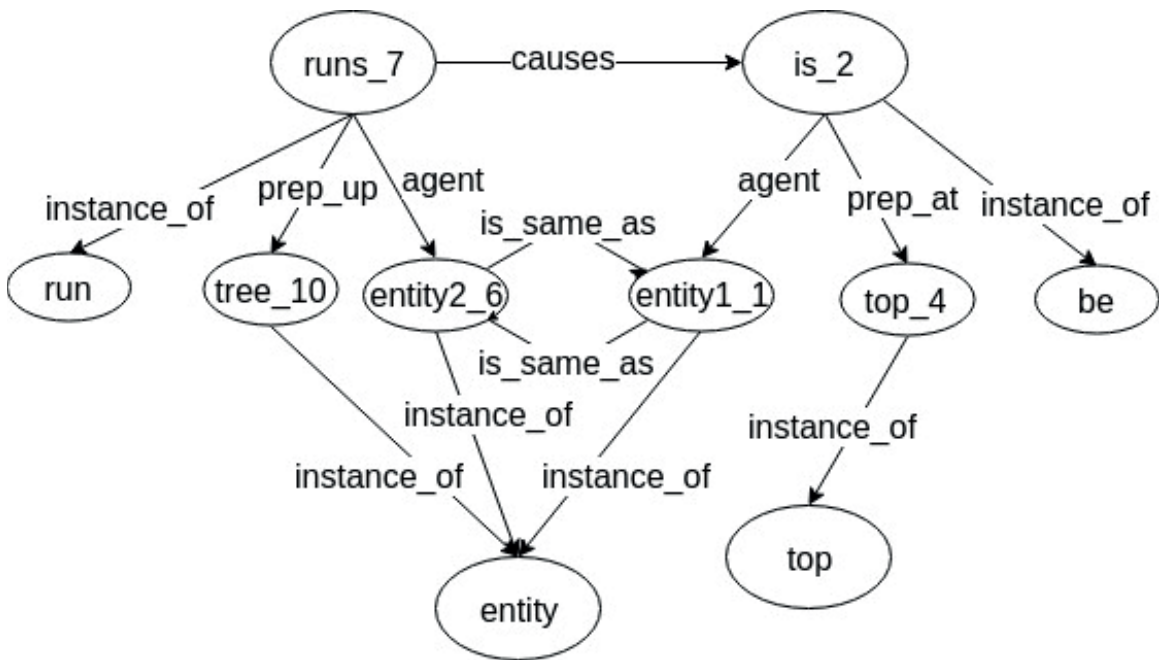 runs_7
causes
is_2
instance_of
prep_up
agent
is_same_as
agent
prep_at
instance_of
run
tree_10
entity2_6
entity1_1
top_4
be
is_same_as
instance_of
instance_of
instance_of
instance_of
entity
top